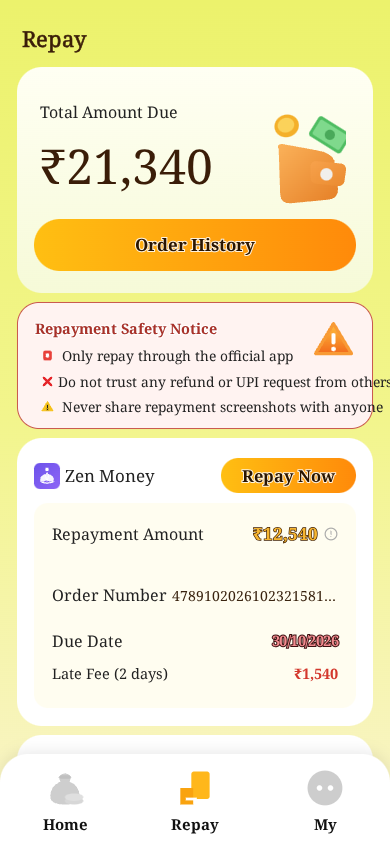 Repay
Total Amount Due
₹21,340
Order History
Repayment Safety Notice
Only repay through the official app
Do not trust any refund or UPI request from others
Never share repayment screenshots with anyone
Zen Money
Repay Now
Repayment Amount ₹12,540
Order Number 4789102026102321581...
Due Date 30/10/2026
Late Fee (2 days) ₹1,540
Home Repay My